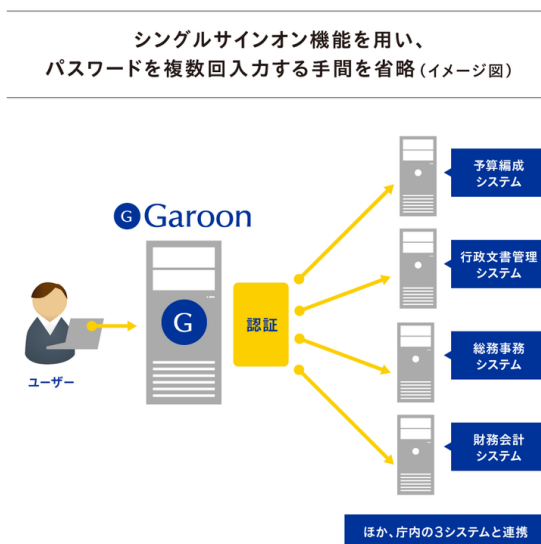 シングルサインオン機能を用い、
パスワードを複数回入力する手間を省略（イメージ図）
G Garoon
G
認証
ユーザー
予算編成
システム
行政文書管理
システム
総務事務
システム
財務会計
システム
ほか、庁内の3システムと連携